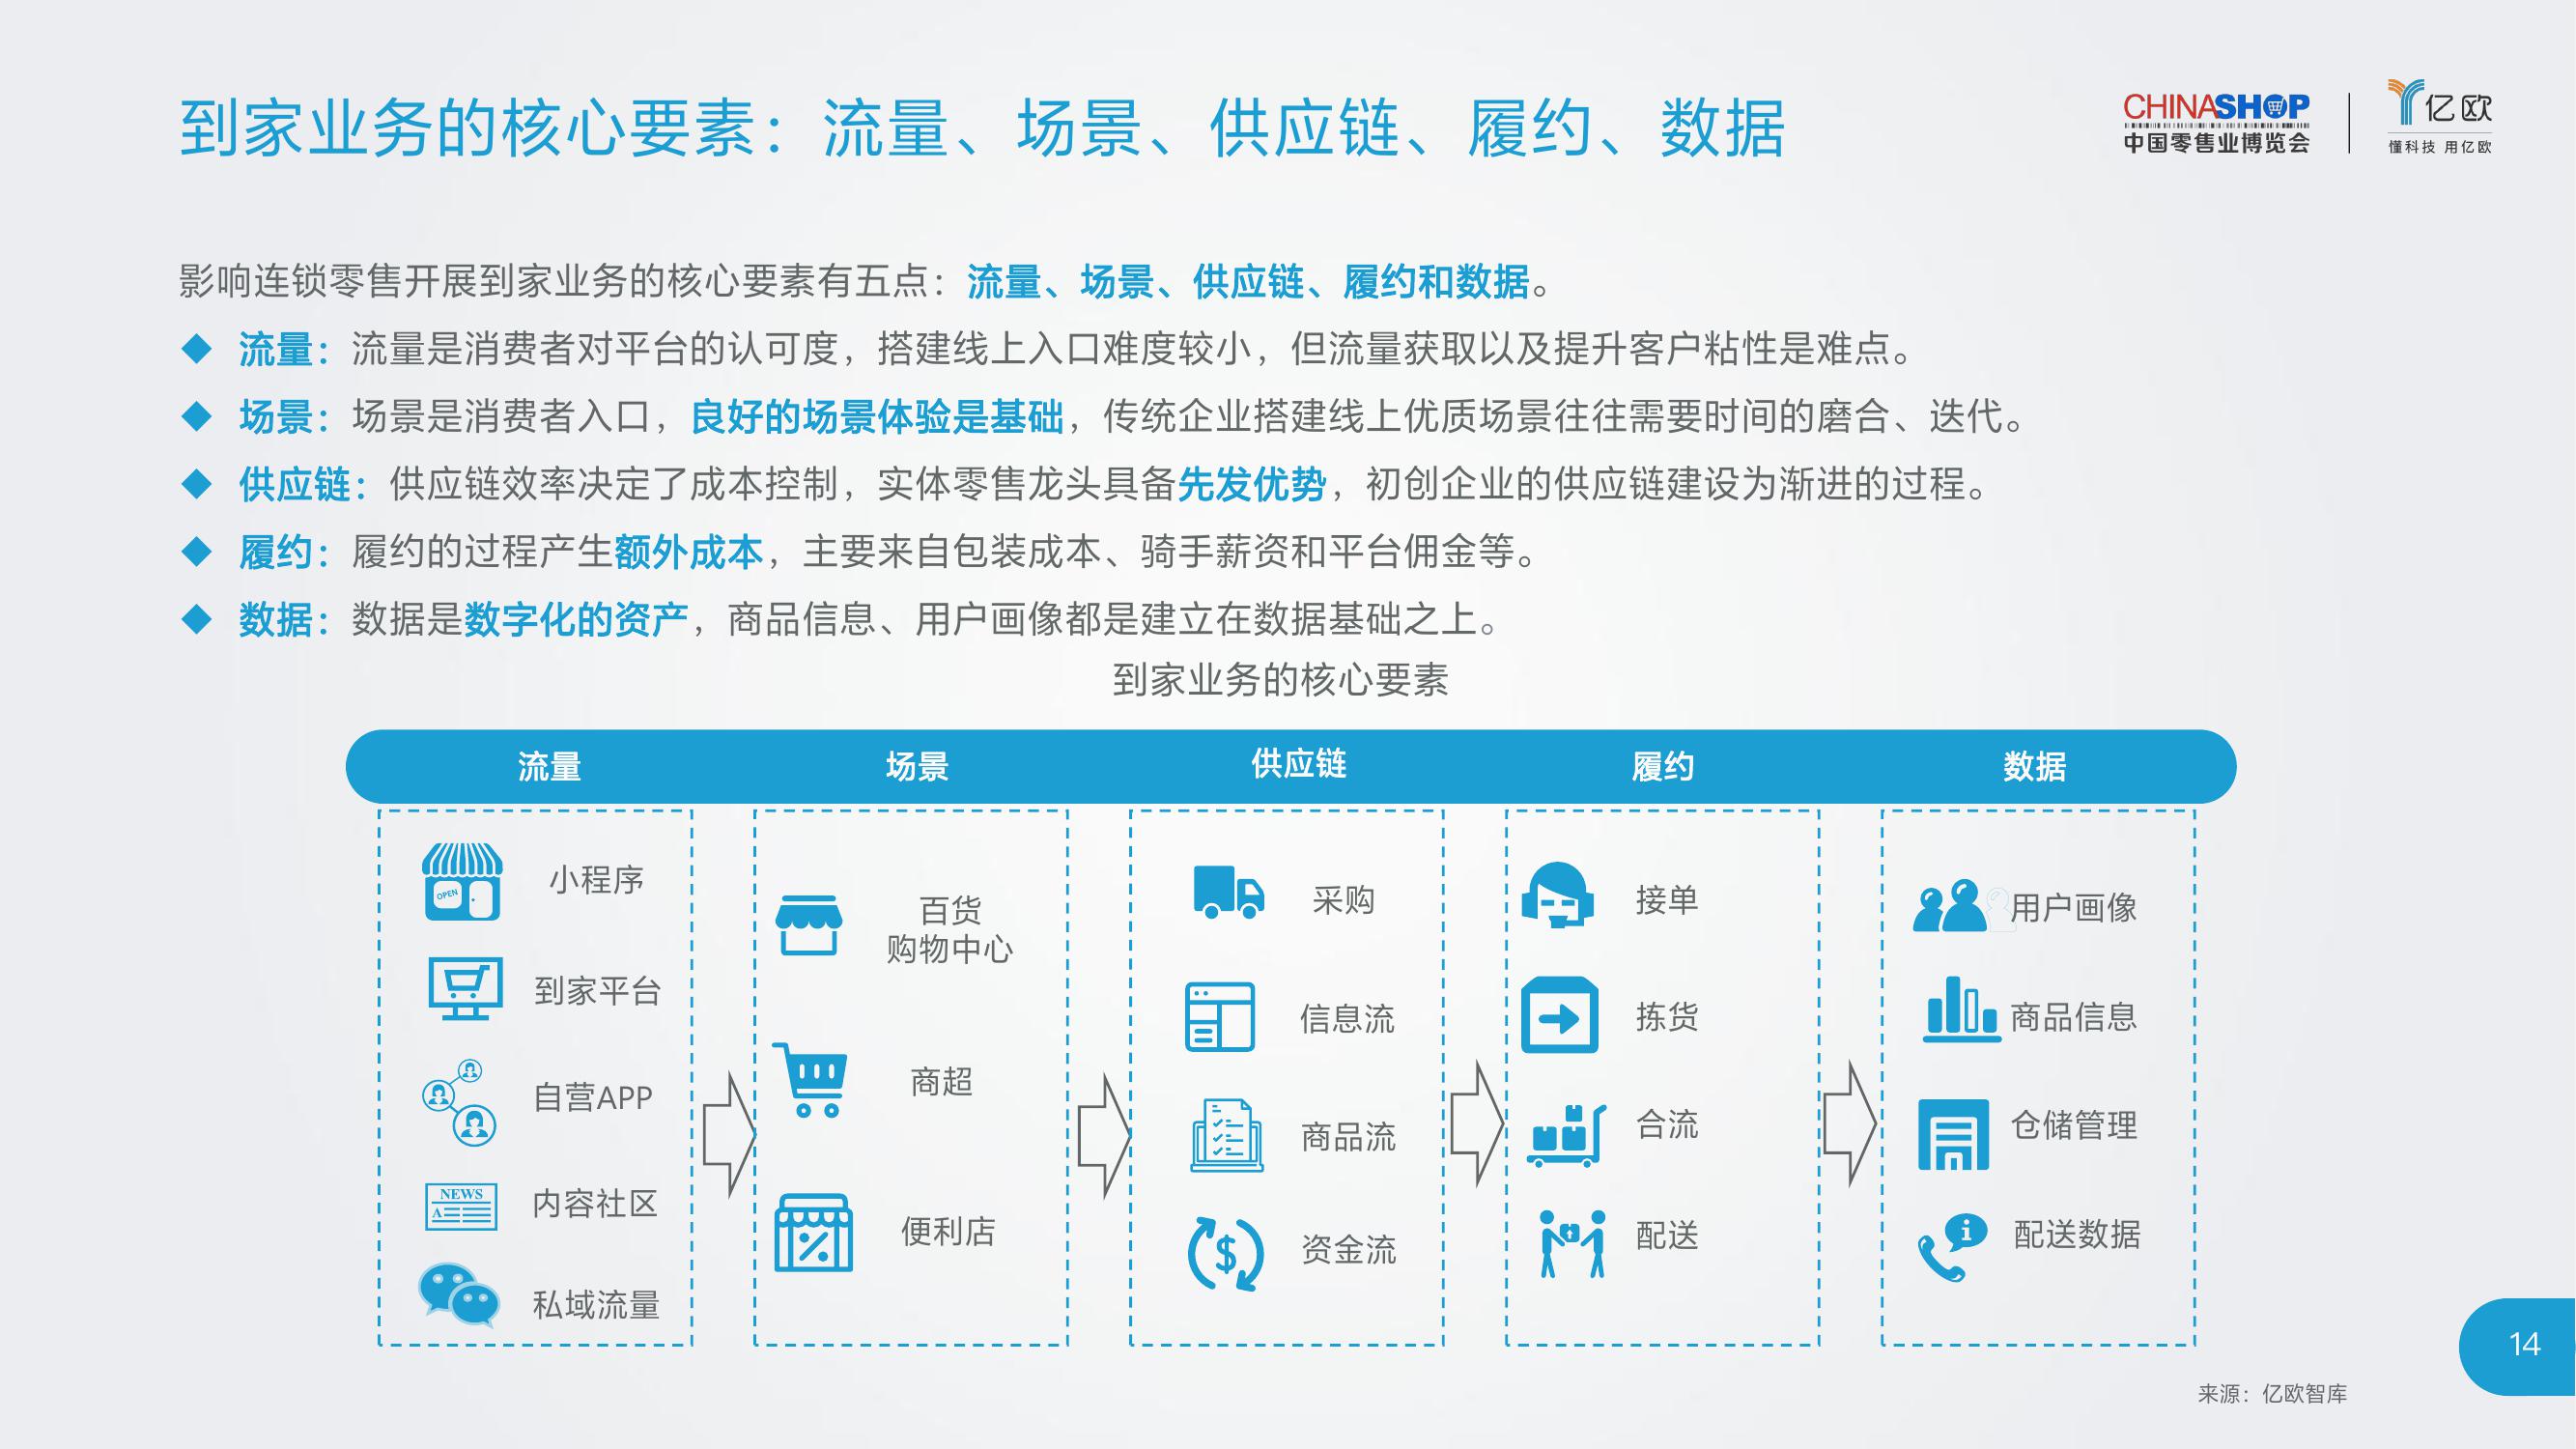 到家业务的核心要素：流量、场景、供应链、履约、数据
CHINASHOP
中国零售业博览会
亿欧
懂科技 用亿欧
影响连锁零售开展到家业务的核心要素有五点：流量、场景、供应链、履约和数据。
◆ 流量：流量是消费者对平台的认可度，搭建线上入口难度较小，但流量获取以及提升客户粘性是难点。
◆ 场景：场景是消费者入口，良好的场景体验是基础，传统企业搭建线上优质场景往往需要时间的磨合、迭代。
◆ 供应链：供应链效率决定了成本控制，实体零售龙头具备先发优势，初创企业的供应链建设为渐进的过程。
◆ 履约：履约的过程产生额外成本，主要来自包装成本、骑手薪资和平台佣金等。
◆ 数据：数据是数字化的资产，商品信息、用户画像都是建立在数据基础之上。
到家业务的核心要素
流量
场景
供应链
履约
数据
OPEN
小程序
到家平台
自营APP
NEWS
A
内容社区
私域流量
百货
购物中心
商超
%
便利店
采购
信息流
商品流
$
资金流
接单
拣货
合流
配送
用户画像
商品信息
仓储管理
i
配送数据
14
来源：亿欧智库